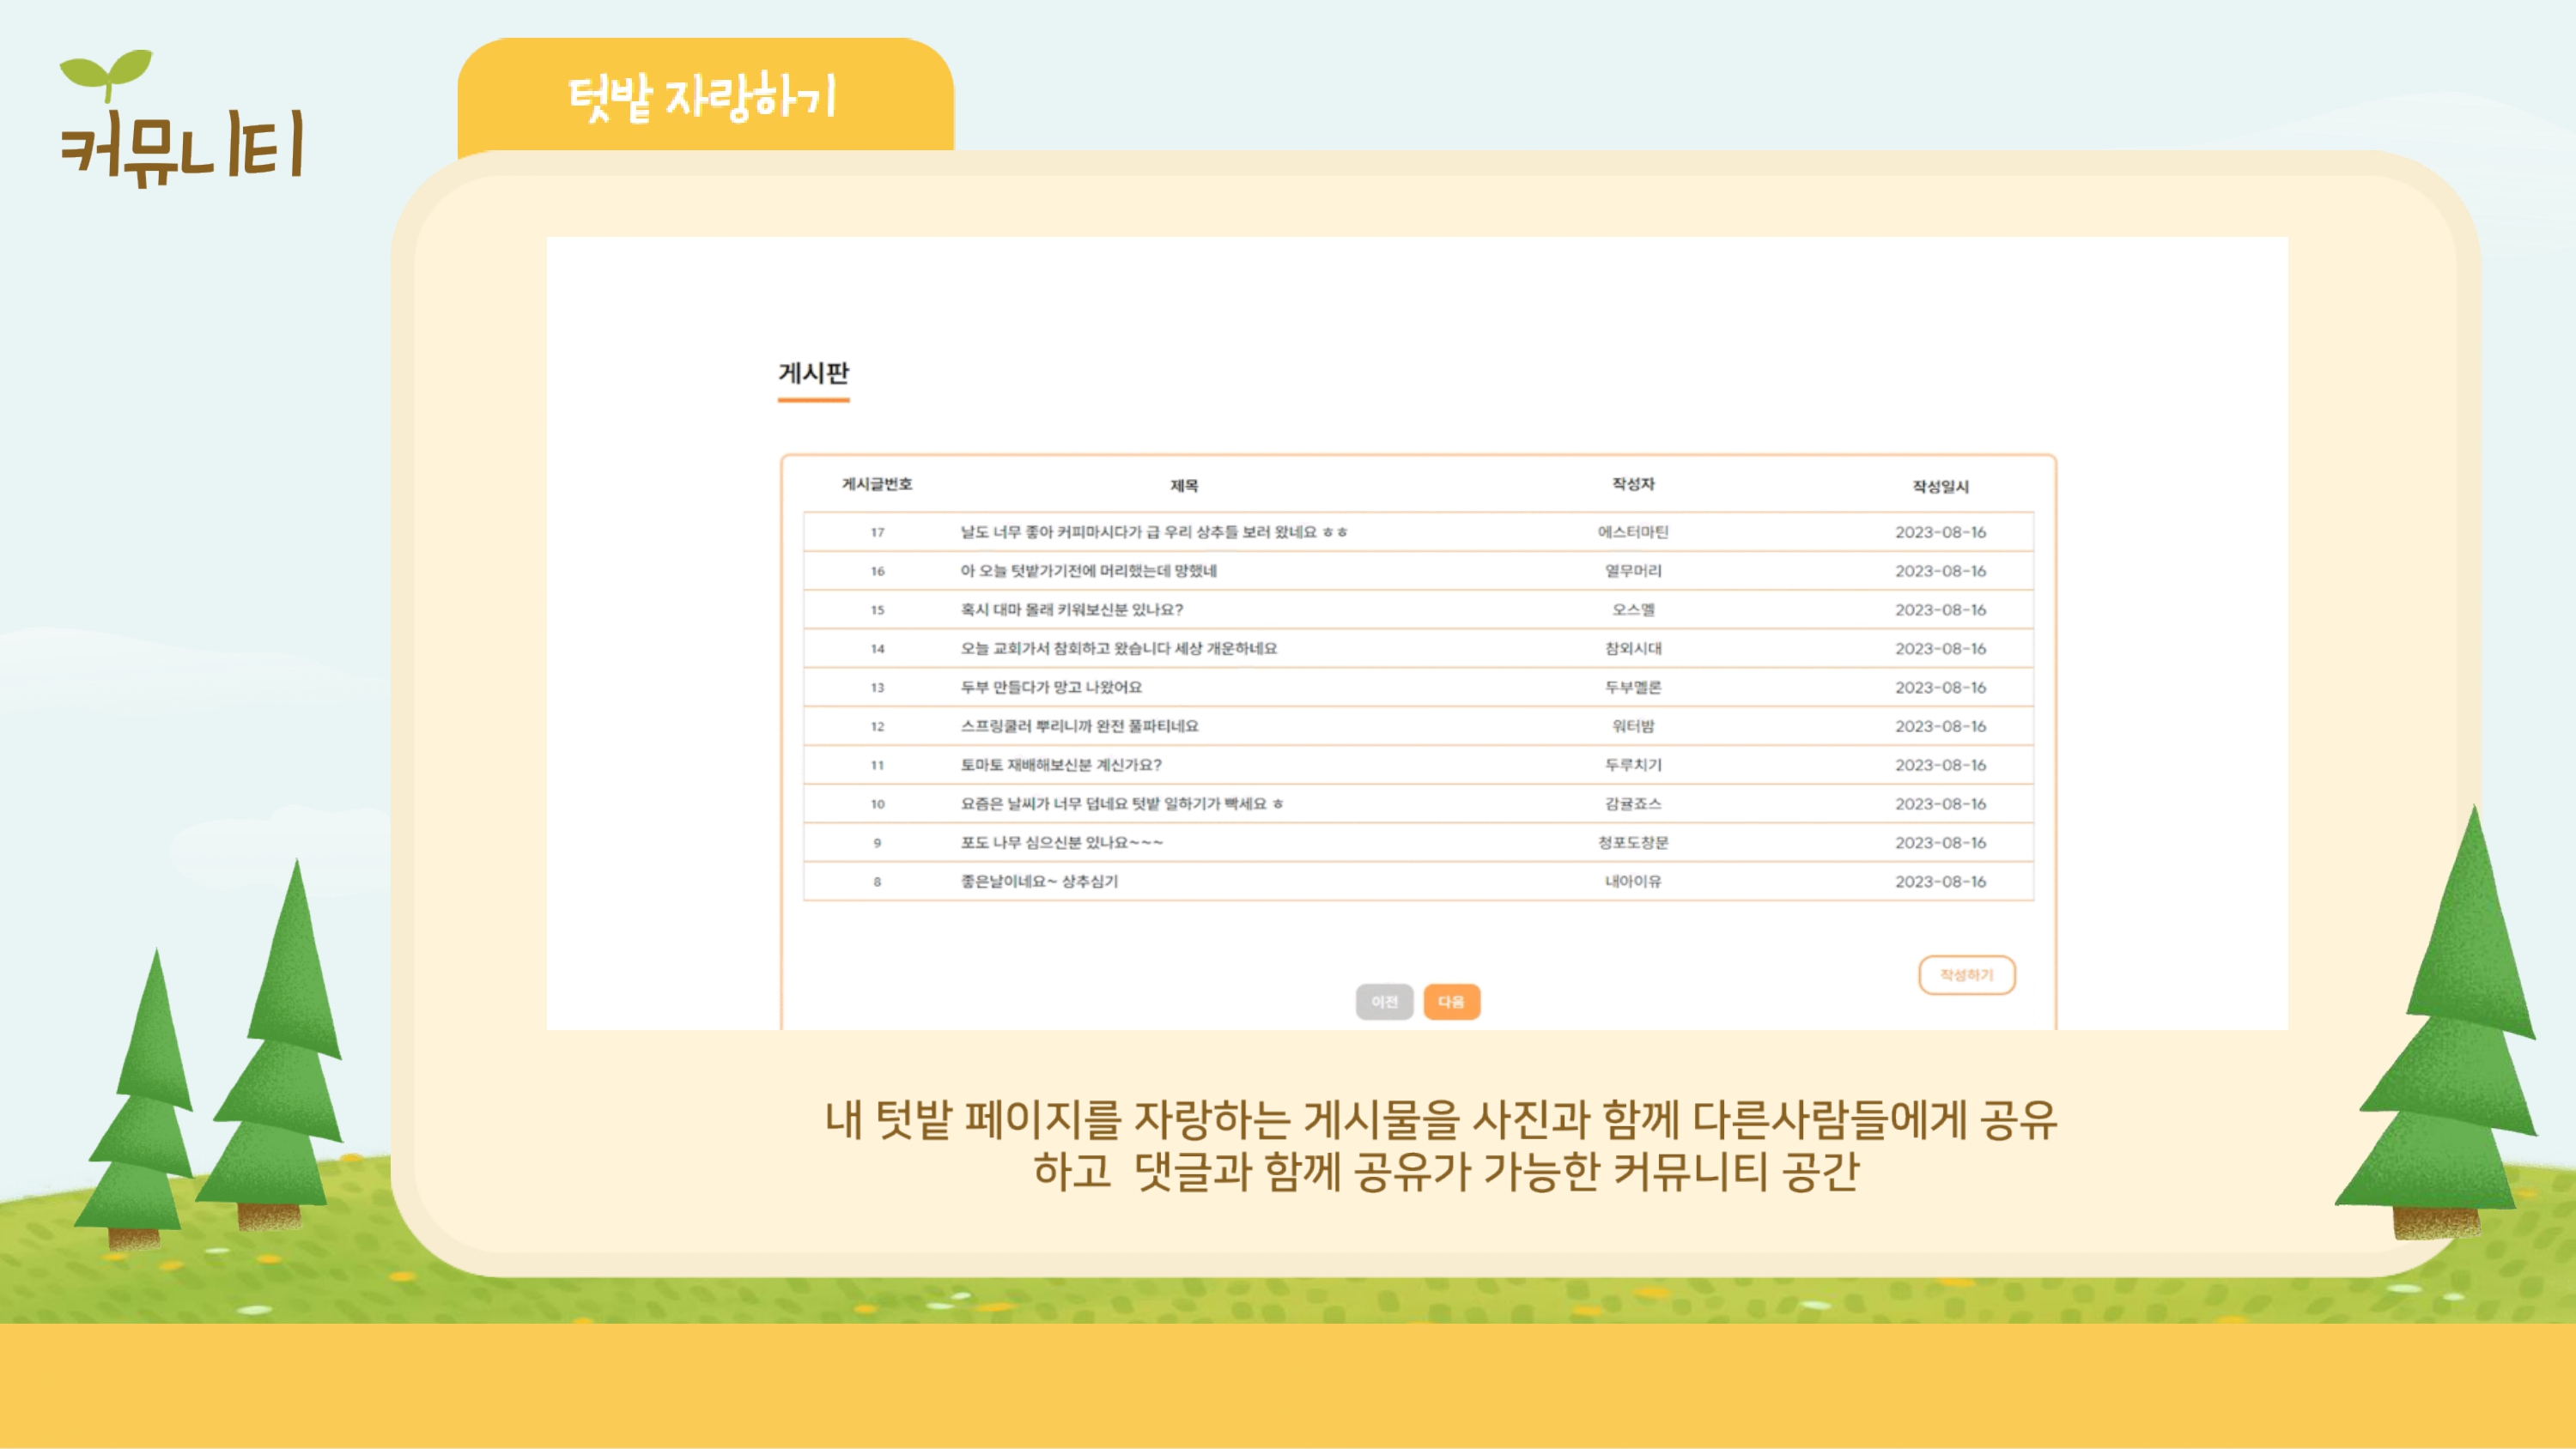 커뮤니티
텃밭 자랑하기
게시판
게시글번호 제목 작성자 작성일시
17 날도 너무 좋아 커피마시다가 급 우리 상추들 보러 왔네요 ㅎㅎ 에스터마틴 2023-08-16
16 아 오늘 텃밭가기전에 머리했는데 망했네 열무머리 2023-08-16
15 혹시 대마 몰래 키워보신분 있나요? 오스멜 2023-08-16
14 오늘 교회가서 참회하고 왔습니다 세상 개운하네요 참외시대 2023-08-16
13 두부 만들다가 망고 나왔어요 두부멜론 2023-08-16
12 스프링쿨러 뿌리니까 완전 풀파티네요 워터밤 2023-08-16
11 토마토 재배해보신분 계신가요? 두루치기 2023-08-16
10 요즘은 날씨가 너무 덥네요 텃밭 일하기가 빡세요 ㅎ 감귤죠스 2023-08-16
9 포도 나무 심으신분 있나요~~~ 청포도창문 2023-08-16
8 좋은날이네요~ 상추심기 내아이유 2023-08-16
작성하기
이전 다음
내 텃밭 페이지를 자랑하는 게시물을 사진과 함께 다른사람들에게 공유
하고 댓글과 함께 공유가 가능한 커뮤니티 공간